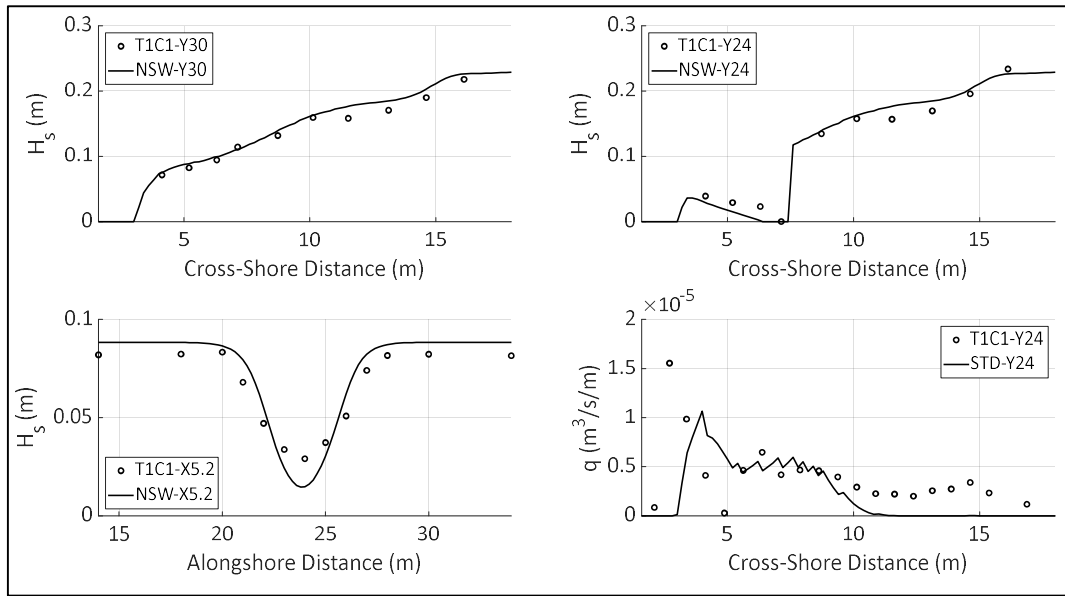 0.3
0.2
0.1
0
H_s (m)
T1C1-Y30
NSW-Y30
5
10
15
Cross-Shore Distance (m)
0.3
0.2
0.1
0
H_s (m)
T1C1-Y24
NSW-Y24
5
10
15
Cross-Shore Distance (m)
0.1
0.05
0
H_s (m)
T1C1-X5.2
NSW-X5.2
15
20
25
30
Alongshore Distance (m)
×10^-5
2
1.5
1
0.5
0
q (m³/s/m)
T1C1-Y24
STD-Y24
5
10
15
Cross-Shore Distance (m)